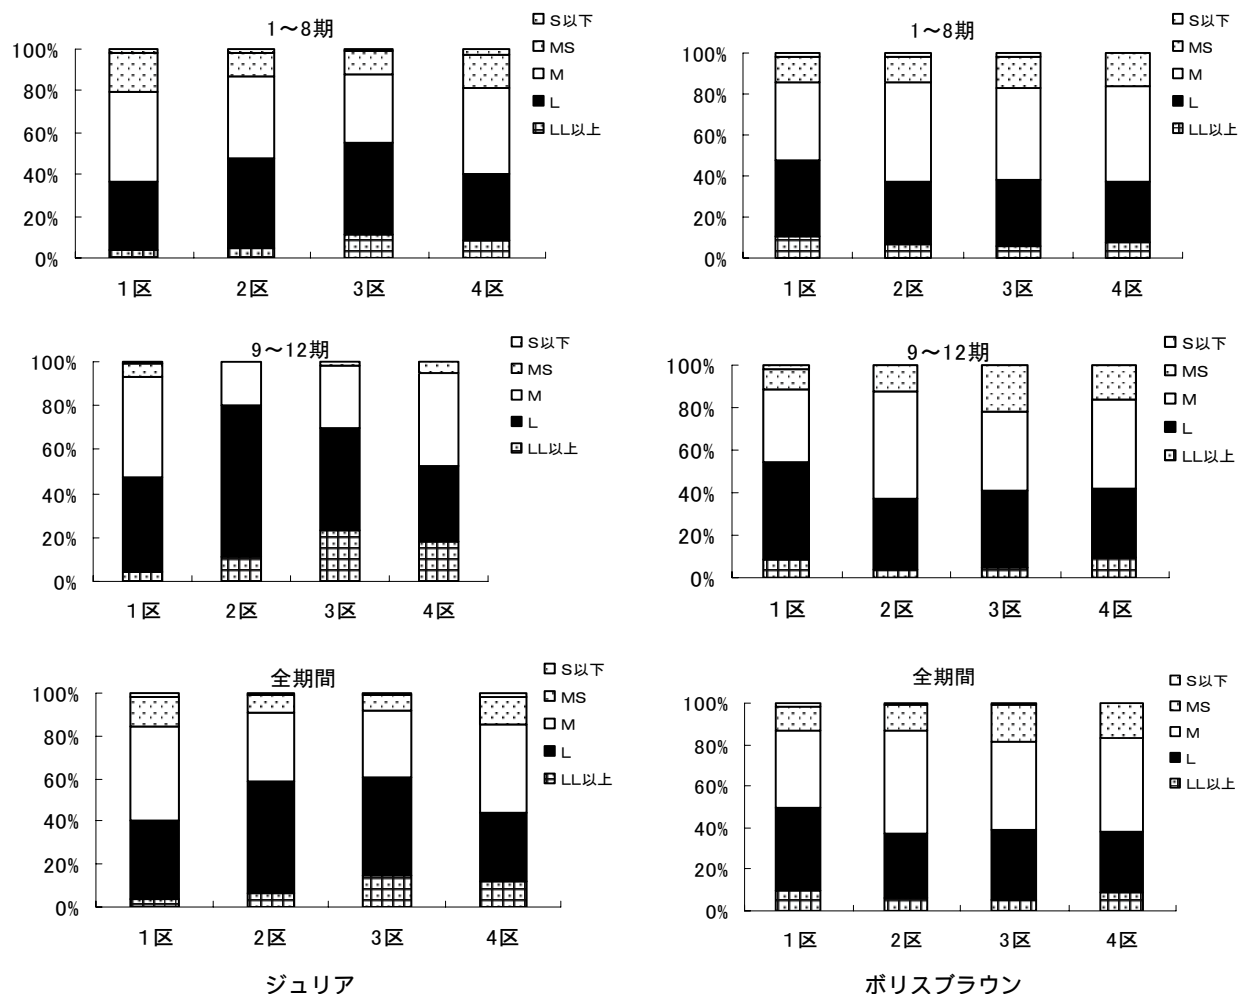 1～8期
S以下
MS
M
L
LL以上
100%
80%
60%
40%
20%
0%
1区
2区
3区
4区
1～8期
S以下
MS
M
L
LL以上
100%
80%
60%
40%
20%
0%
1区
2区
3区
4区
9～12期
S以下
MS
M
L
LL以上
100%
80%
60%
40%
20%
0%
1区
2区
3区
4区
9～12期
S以下
MS
M
L
LL以上
100%
80%
60%
40%
20%
0%
1区
2区
3区
4区
全期間
S以下
MS
M
L
LL以上
100%
80%
60%
40%
20%
0%
1区
2区
3区
4区
ジュリア
全期間
S以下
MS
M
L
LL以上
100%
80%
60%
40%
20%
0%
1区
2区
3区
4区
ボリスブラウン